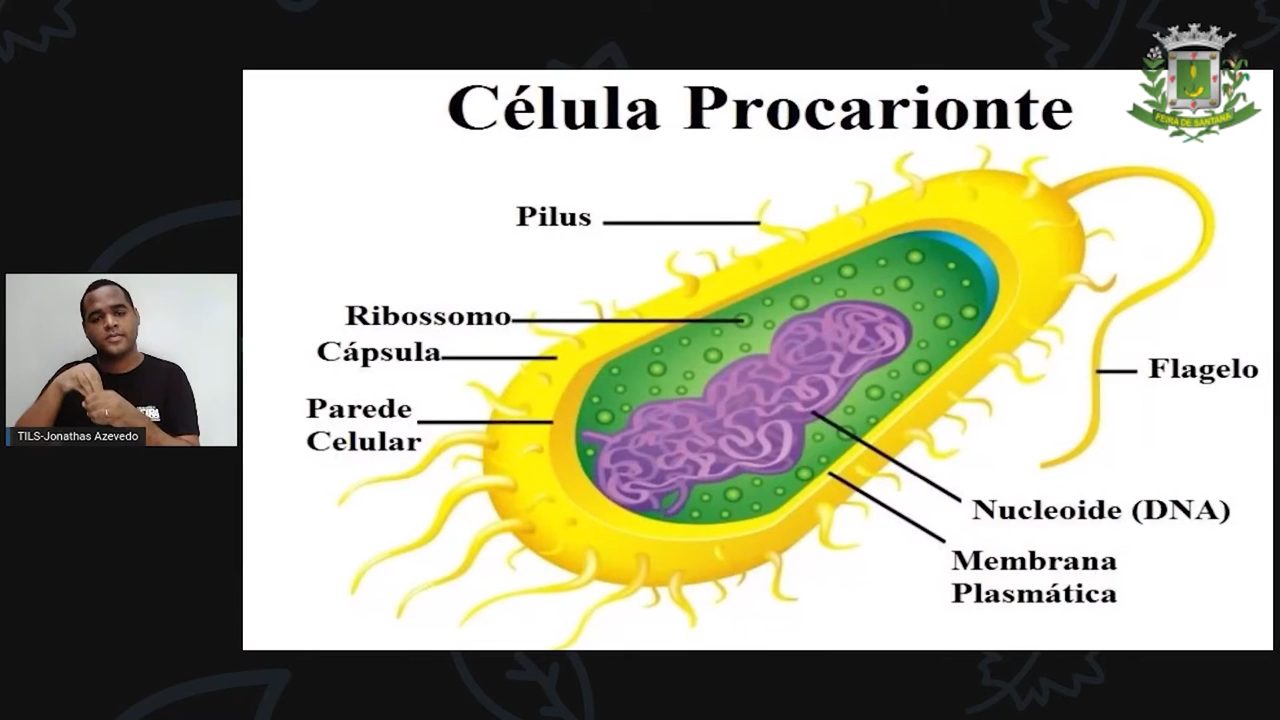 Célula Procarionte
FEIRA DE SANTANA
Pilus
Ribossomo
Cápsula
Parede
Celular
Flagelo
Nucleoide (DNA)
Membrana
Plasmática
TILS-Jonathas Azevedo